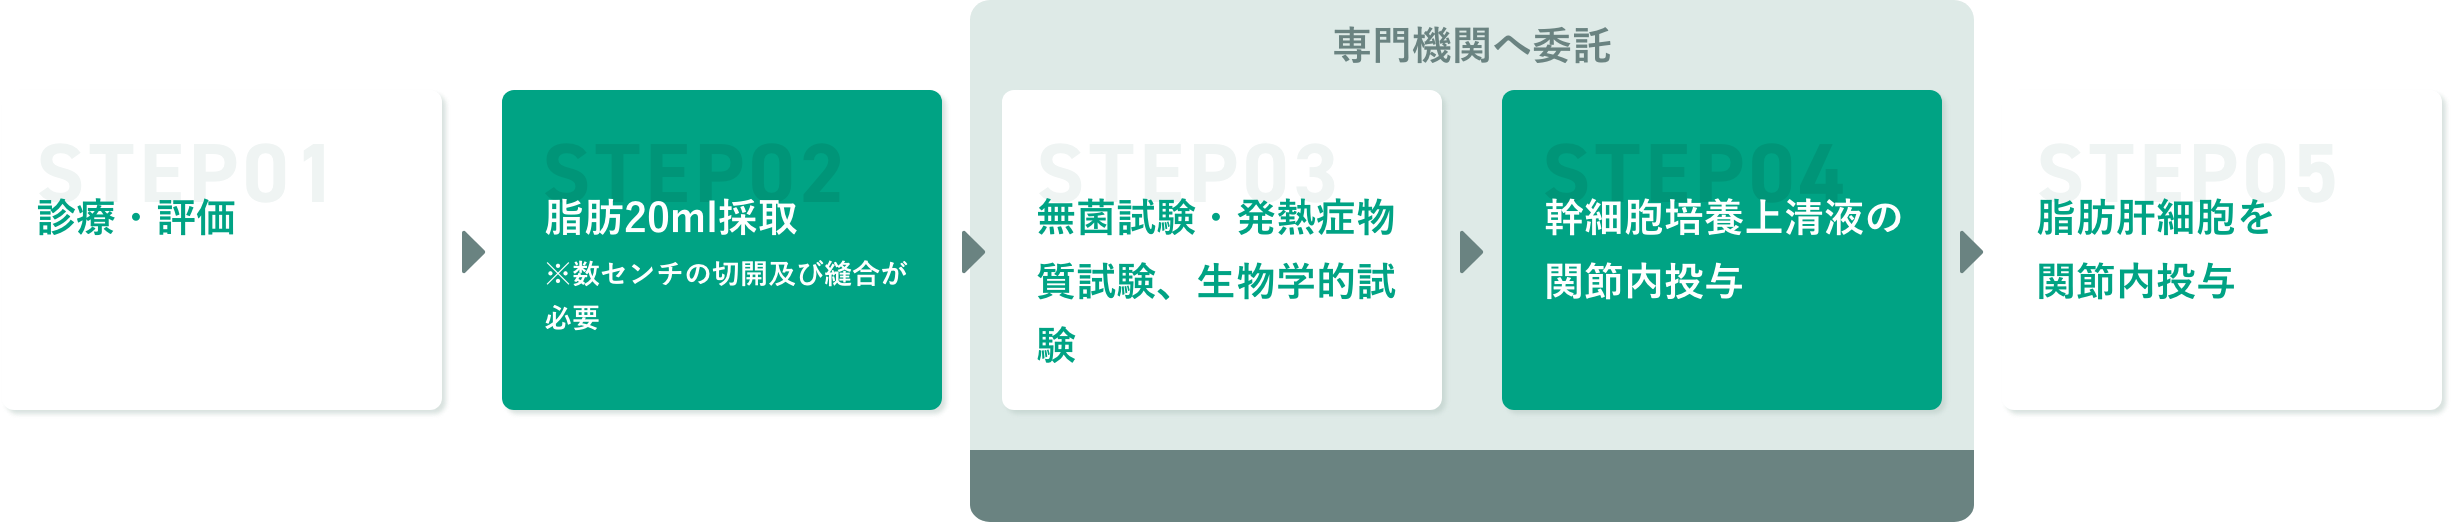 専門機関へ委託
STEP01
診療・評価
STEP02
脂肪20ml採取
※数センチの切開及び縫合が
必要
STEP03
無菌試験・発熱症物
質試験、生物学的試
験
STEP04
幹細胞培養上清液の
関節内投与
STEP05
脂肪肝細胞を
関節内投与